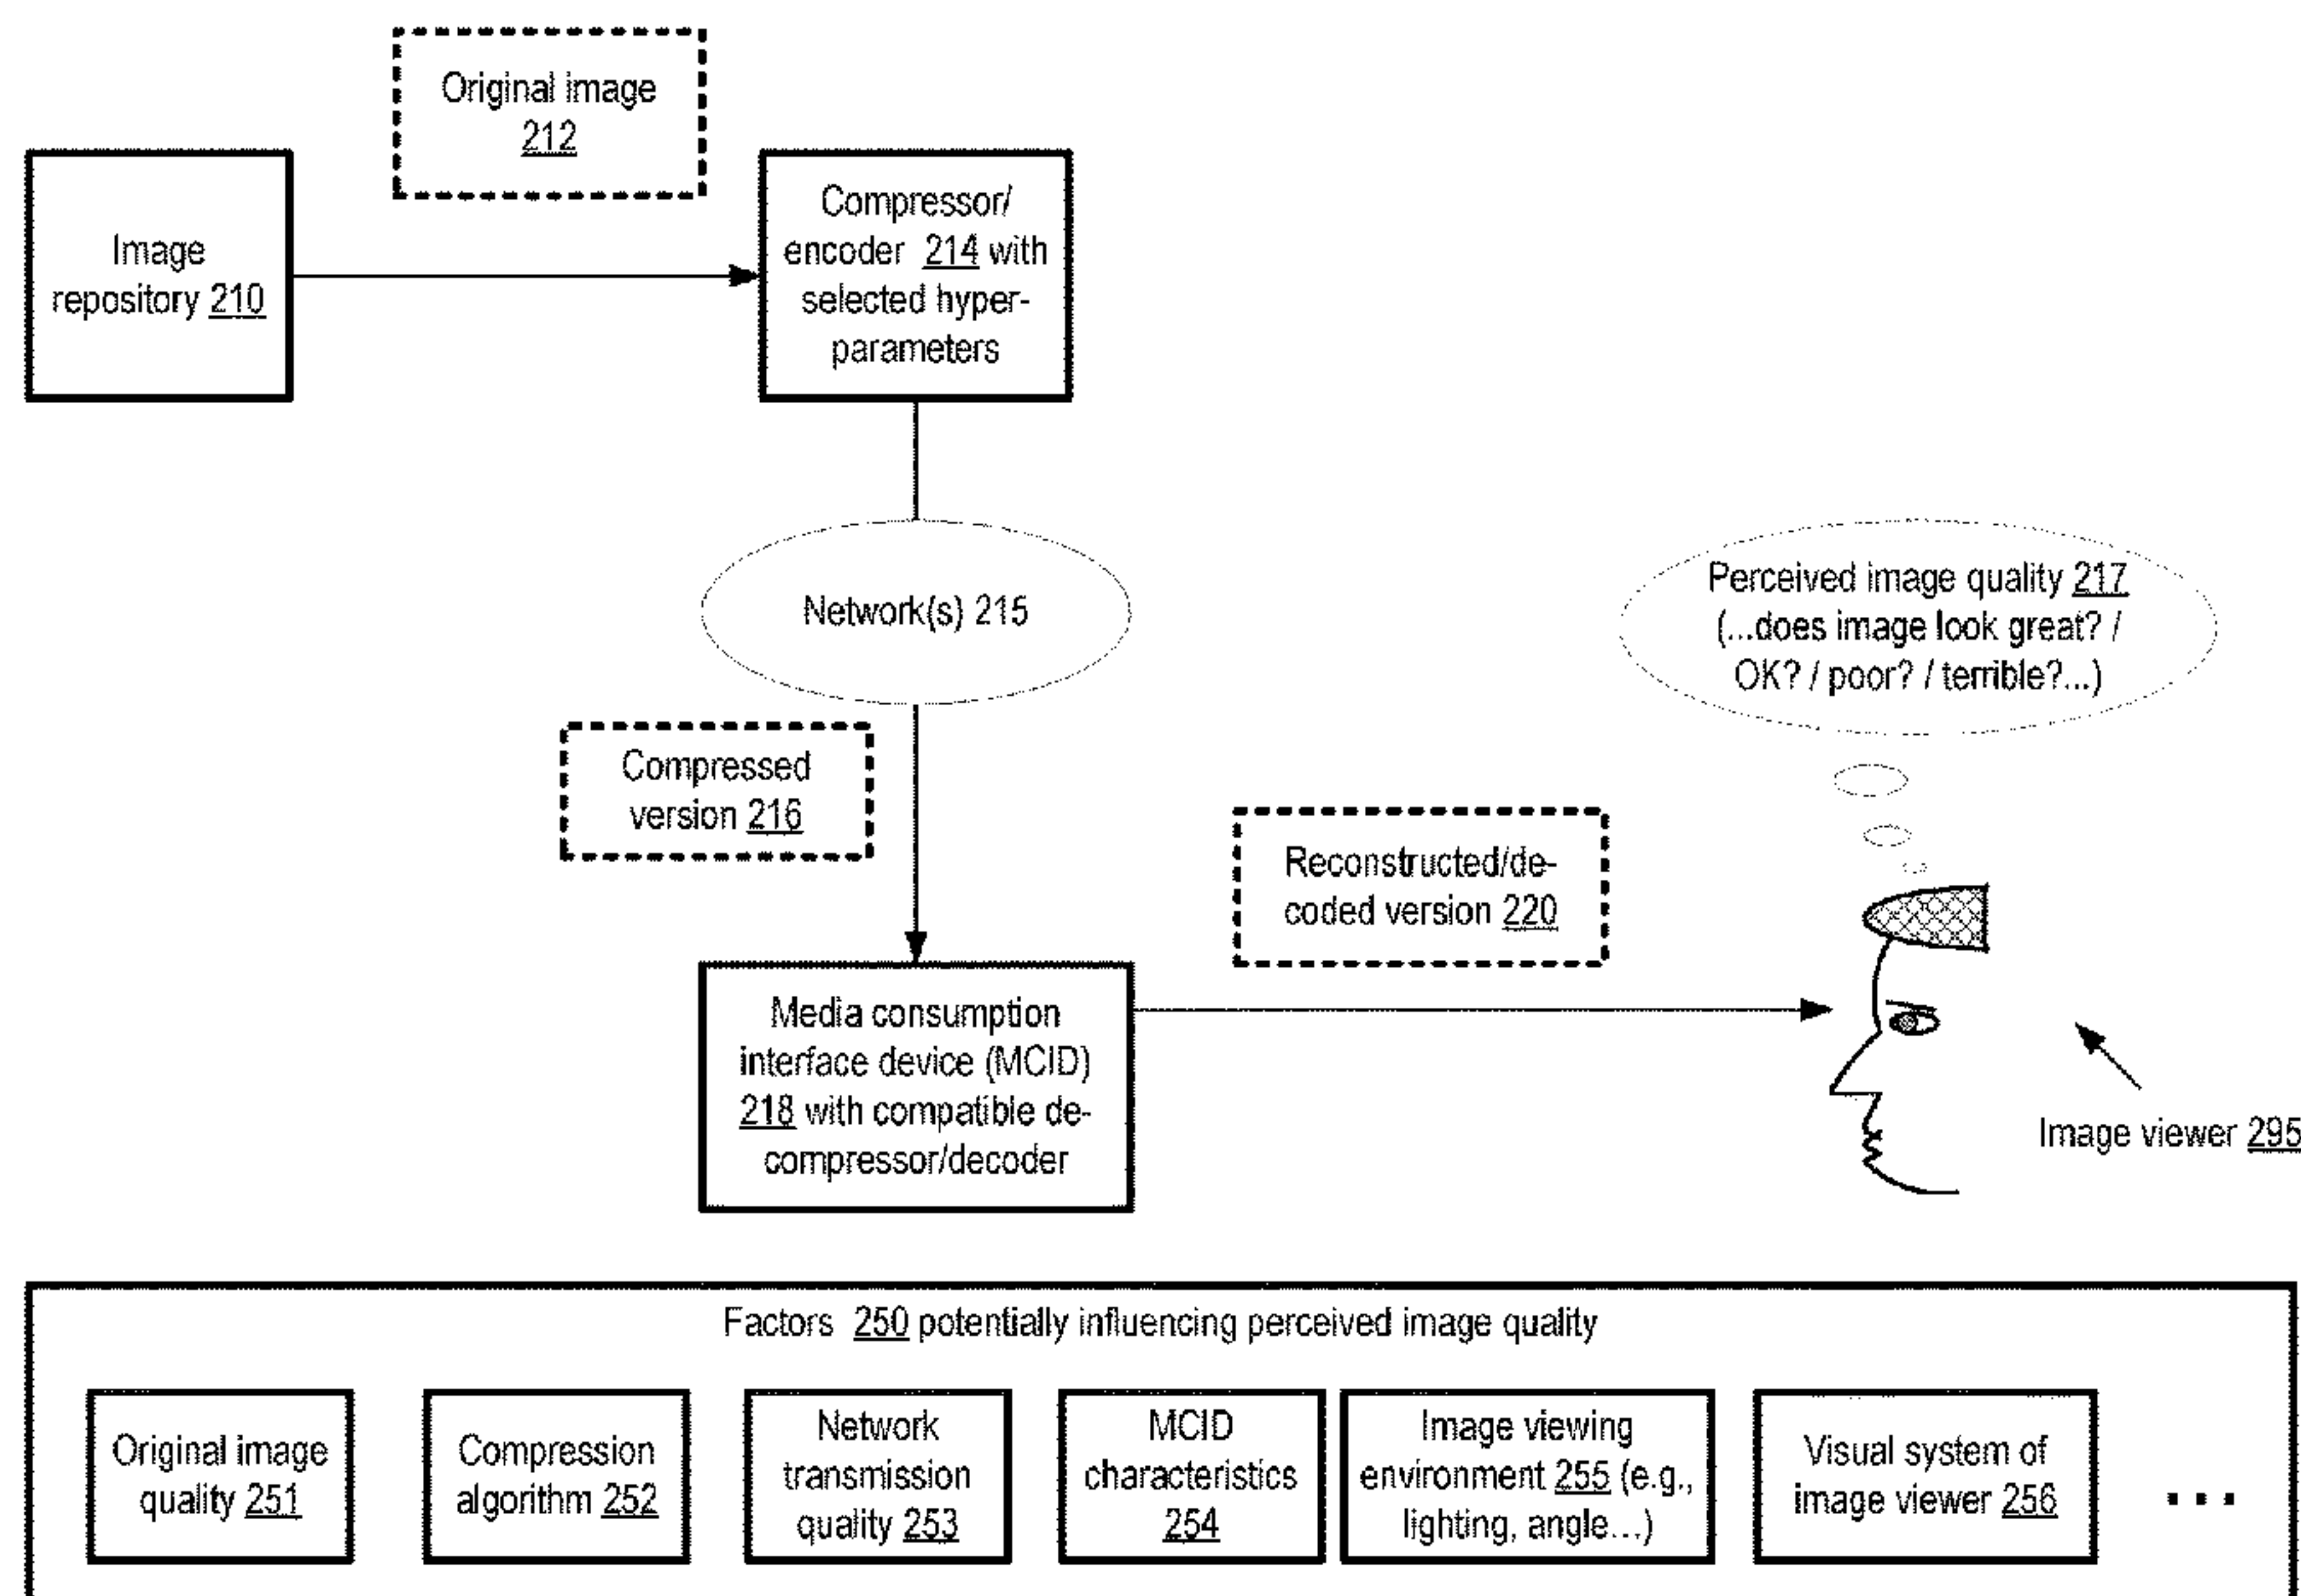 Original image
212
Image
repository 210
Compressor/
encoder 214 with
selected hyper-
parameters
Network(s) 215
Perceived image quality 217
(...does image look great? /
OK? / poor? / terrible?...)
Compressed
version 216
Reconstructed/de-
coded version 220
Media consumption
interface device (MCID)
218 with compatible de-
compressor/decoder
Image viewer 295
Factors 250 potentially influencing perceived image quality
Original image
quality 251
Compression
algorithm 252
Network
transmission
quality 253
MCID
characteristics
254
Image viewing
environment 255 (e.g.,
lighting, angle...)
Visual system of
image viewer 256
...